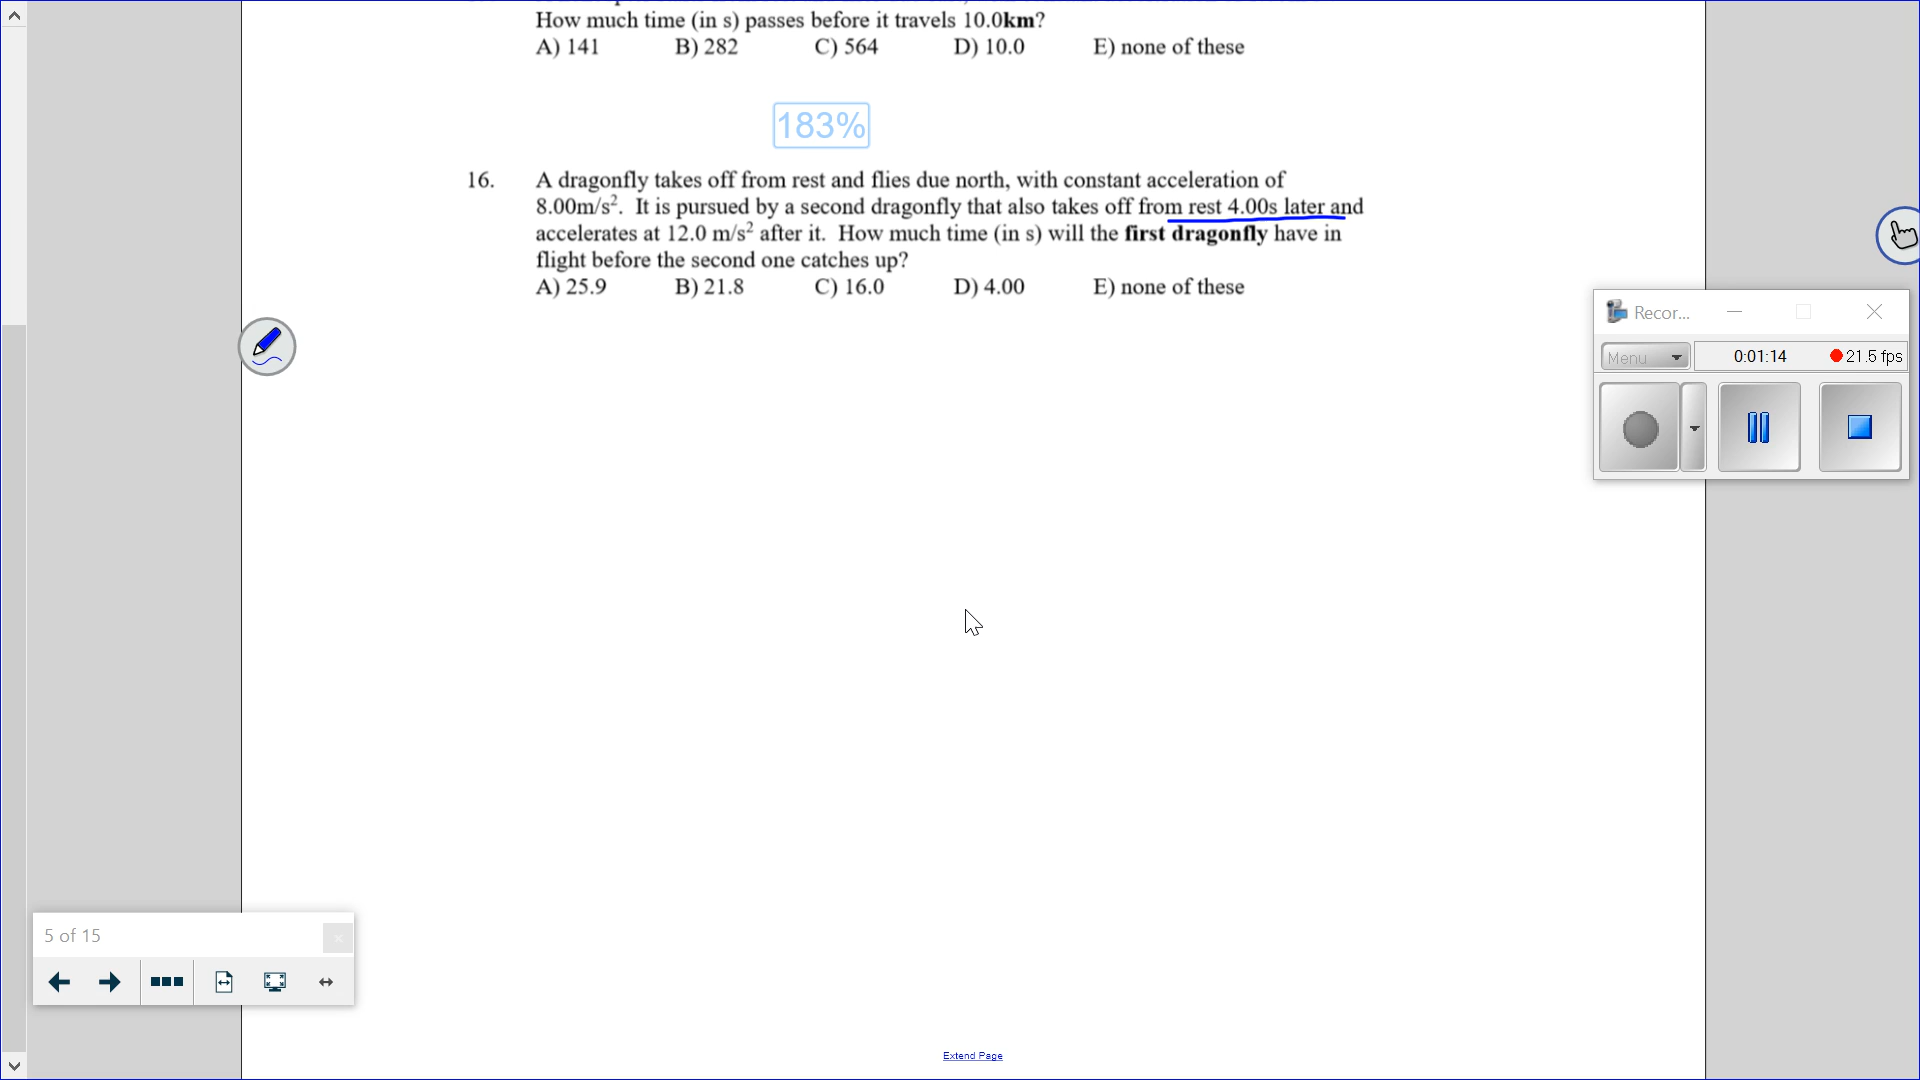 How much time (in s) passes before it travels 10.0km?
A) 141 B) 282 C) 564 D) 10.0 E) none of these
183%
16. A dragonfly takes off from rest and flies due north, with constant acceleration of
8.00m/s². It is pursued by a second dragonfly that also takes off from rest 4.00s later and
accelerates at 12.0 m/s² after it. How much time (in s) will the first dragonfly have in
flight before the second one catches up?
A) 25.9 B) 21.8 C) 16.0 D) 4.00 E) none of these
Recor...
Menu 0:01:14 21.5 fps
5 of 15
Extend Page